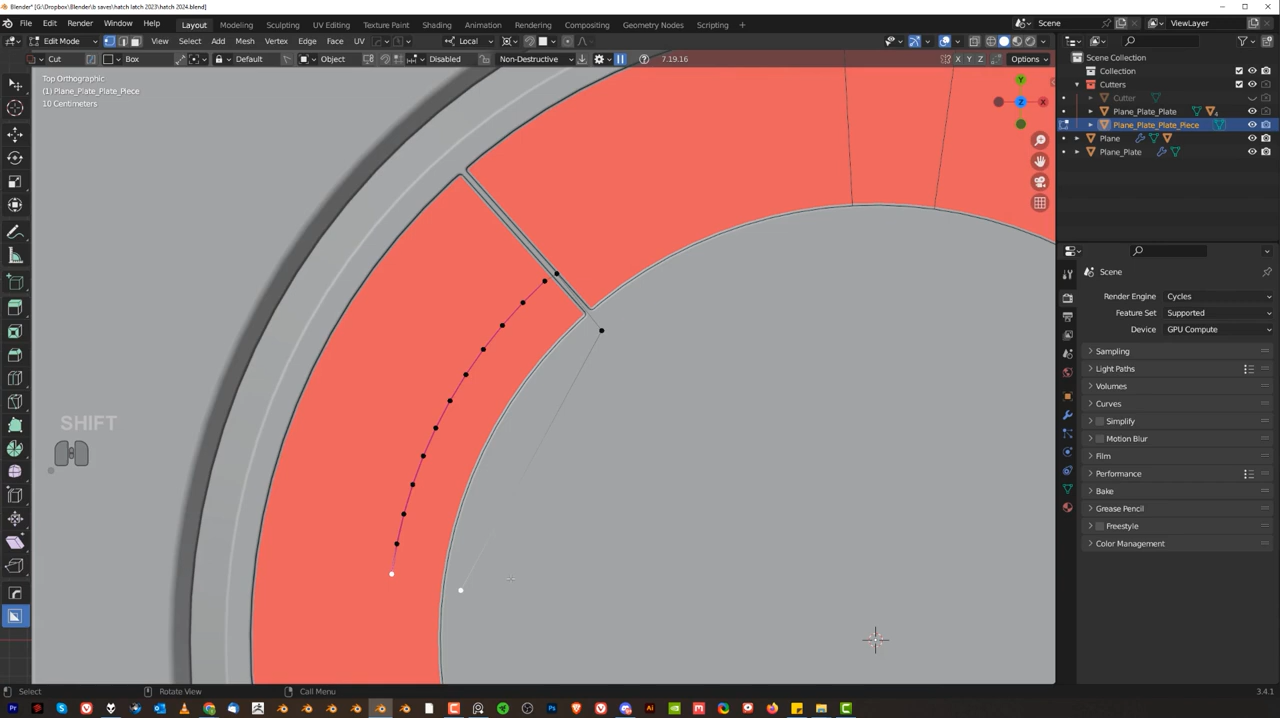 Blender* [G:\Dropbox\Blender\b saves\hatch latch 2023\hatch 2024.blend]
File Edit Render Window Help Layout Modeling Sculpting UV Editing Texture Paint Shading Animation Rendering Compositing Geometry Nodes Scripting Scene ViewLayer
Edit Mode View Select Add Mesh Vertex Edge Face UV Local
Cut Box Object Default Disabled Non-Destructive 7.19.16 X Y Z Options
Top Orthographic
(1) Plane_Plate_Plate_Piece
10 Centimeters
Y
Z
X
SHIFT
Scene Collection
Collection
Cutters
Cutter
Plane_Plate_Plate
Plane_Plate_Plate_Piece
Plane
Plane_Plate
Scene
Render Engine Cycles
Feature Set Supported
Device GPU Compute
Sampling
Light Paths
Volumes
Curves
Simplify
Motion Blur
Film
Performance
Bake
Grease Pencil
Freestyle
Color Management
Select Rotate View Call Menu 3.4.1